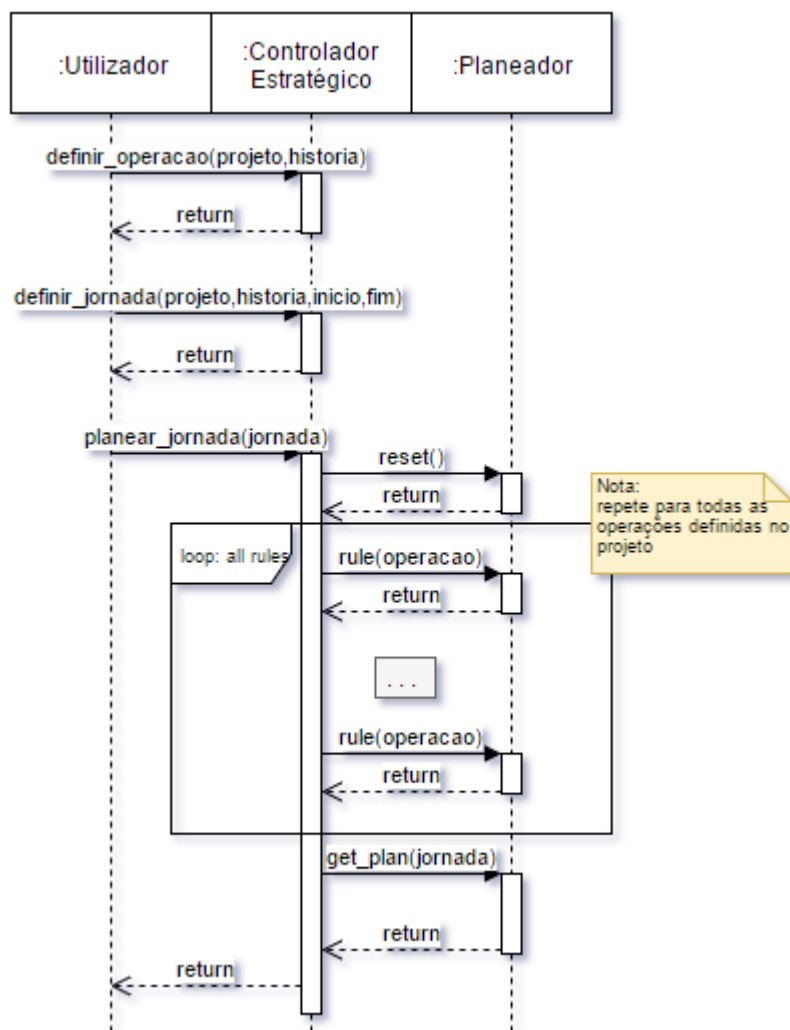 :Utilizador
:Controlador
Estratégico
:Planeador
definir_operacao(projeto,historia)
return
definir_jornada(projeto,historia,inicio,fim)
return
planear_jornada(jornada)
reset()
return
Nota:
repete para todas as
operações definidas no
projeto
loop: all rules
rule(operacao)
return
...
rule(operacao)
return
get_plan(jornada)
return
return